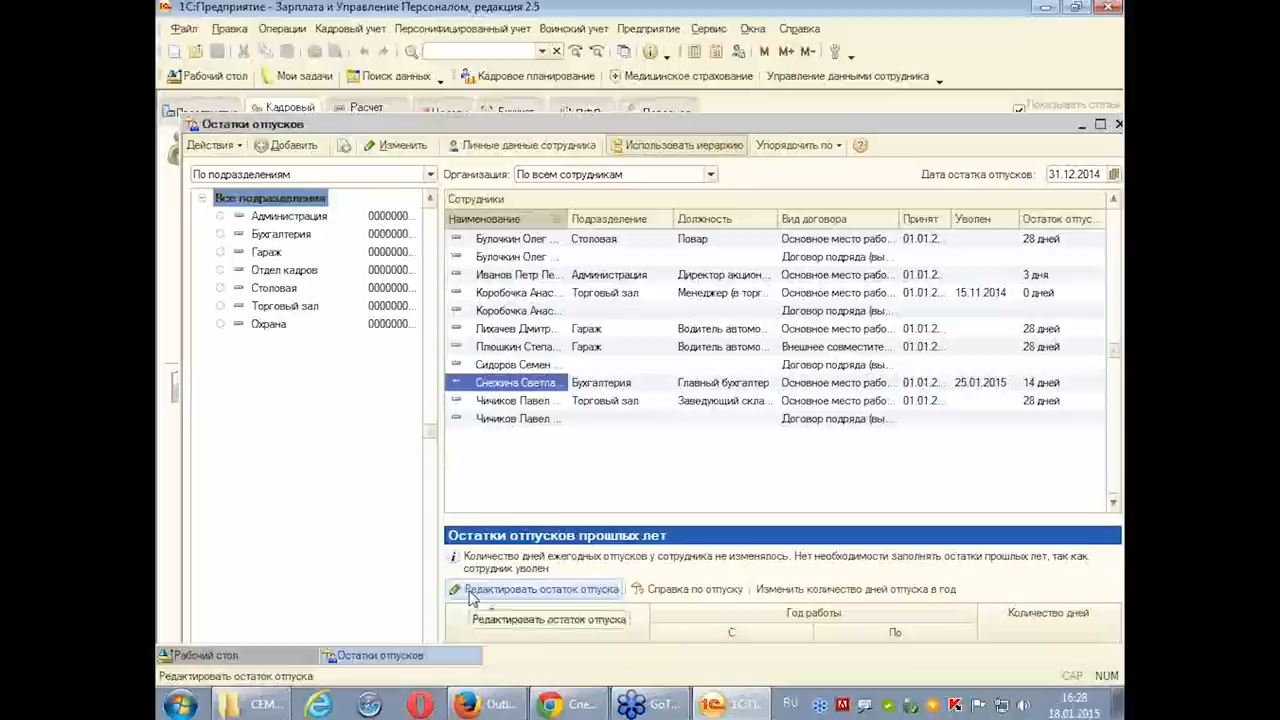 1С:Предприятие - Зарплата и Управление Персоналом, редакция 2.5
Файл Правка Операции Кадровый учет Персонифицированный учет Воинский учет Сервис Окна Справка
M M+ M-
Рабочий стол Мои задачи Поиск данных Кадровое планирование Медицинское страхование Управление данными сотрудника
Кадровый Расчет Показывать статьи
Остатки отпусков
Действия Добавить Изменить Личные данные сотрудника Использовать иерархию Упорядочить по
По подразделениям Организация: По всем сотрудникам Дата остатка отпусков: 31.12.2014
Все подразделения
Администрация 0000000...
Бухгалтерия 0000000...
Гараж 0000000...
Отдел кадров 0000000...
Столовая 0000000...
Торговый зал 0000000...
Охрана 0000000...
Сотрудники
Наименование Подразделение Должность Вид договора Принят Уволен Остаток отпус...
Булочкин Олег ... Столовая Повар Основное место рабо... 01.01.2... 28 дней
Булочкин Олег ... Договор подряда (вы...
Иванов Петр Пе... Администрация Директор акцион... Основное место рабо... 01.01.2... 3 дня
Коробочка Анас... Торговый зал Менеджер (в торг... Основное место рабо... 01.01.2... 15.11.2014 0 дней
Коробочка Анас... Договор подряда (вы...
Лихачев Дмитр... Гараж Водитель автомо... Основное место рабо... 01.01.2... 28 дней
Плюшкин Степа... Гараж Водитель автомо... Внешнее совместите... 01.01.2... 28 дней
Сидоров Семен ... Договор подряда (вы...
Снежина Светла... Бухгалтерия Главный бухгалтер Основное место рабо... 01.01.2... 25.01.2015 14 дней
Чичиков Павел ... Торговый зал Заведующий скла... Основное место рабо... 01.01.2... 28 дней
Чичиков Павел ... Договор подряда (вы...
Остатки отпусков прошлых лет
Количество дней ежегодных отпусков у сотрудника не изменялось. Нет необходимости заполнять остатки прошлых лет, так как
сотрудник уволен
Редактировать остаток отпуска Справка по отпуску Изменить количество дней отпуска в год
Редактировать остаток отпуска
Год работы Количество дней
С По
Рабочий стол Остатки отпусков
Редактировать остаток отпуска CAP NUM
СЕМ... Outl... Сле... GoT... 1С:П... RU 16:28
18.01.2015